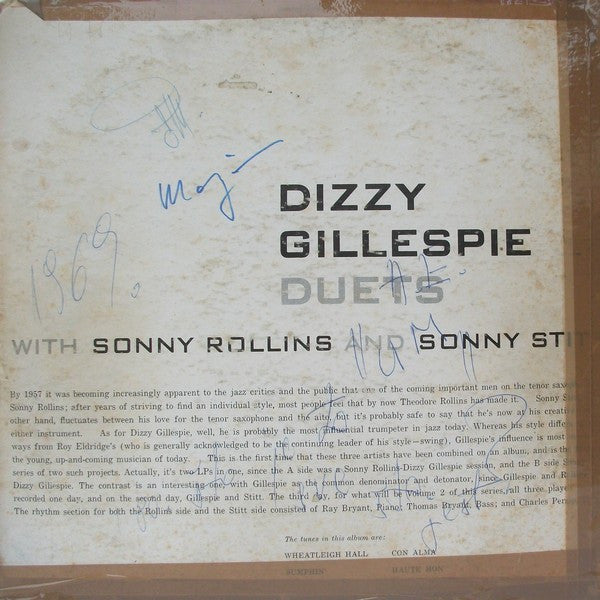 1969.
DIZZY
GILLESPIE
DUETS
WITH SONNY ROLLINS AND SONNY STIT
By 1957 it was becoming increasingly apparent to the jazz critics and the public that one of the coming important men on the tenor saxo
Sonny Rollins; after years of striving to find an individual style, most people feel that by now Theodore Rollins has made it. Sonny S
other hand, fluctuates between his love for the tenor saxophone and the alto, but it's probably safe to say that he's now at his creati
either instrument. As for Dizzy Gillespie, well, he is probably the most influential trumpeter in jazz today. Whereas his style differ
ways from Roy Eldridge's (who is generally acknowledged to be the continuing leader of his style—swing), Gillespie's influence is most
the young, up-and-coming musician of today. . . . This is the first time that these three artists have been combined on an album, and is the
series of two such projects. Actually, it's two LPs in one, since the A side was a Sonny Rollins-Dizzy Gillespie session, and the B side Sonn
Dizzy Gillespie. The contrast is an interesting one, with Gillespie as the common denominator and detonator, since Gillespie and R
recorded one day, and on the second day, Gillespie and Stitt. The third day, for what will be Volume 2 of this series, all three playe
The rhythm section for both the Rollins side and the Stitt side consisted of Ray Bryant, Piano; Thomas Bryant, Bass; and Charles Per
The tunes in this album are:
WHEATLEIGH HALL CON ALMA
SUMPHIN' HAUTE MON'